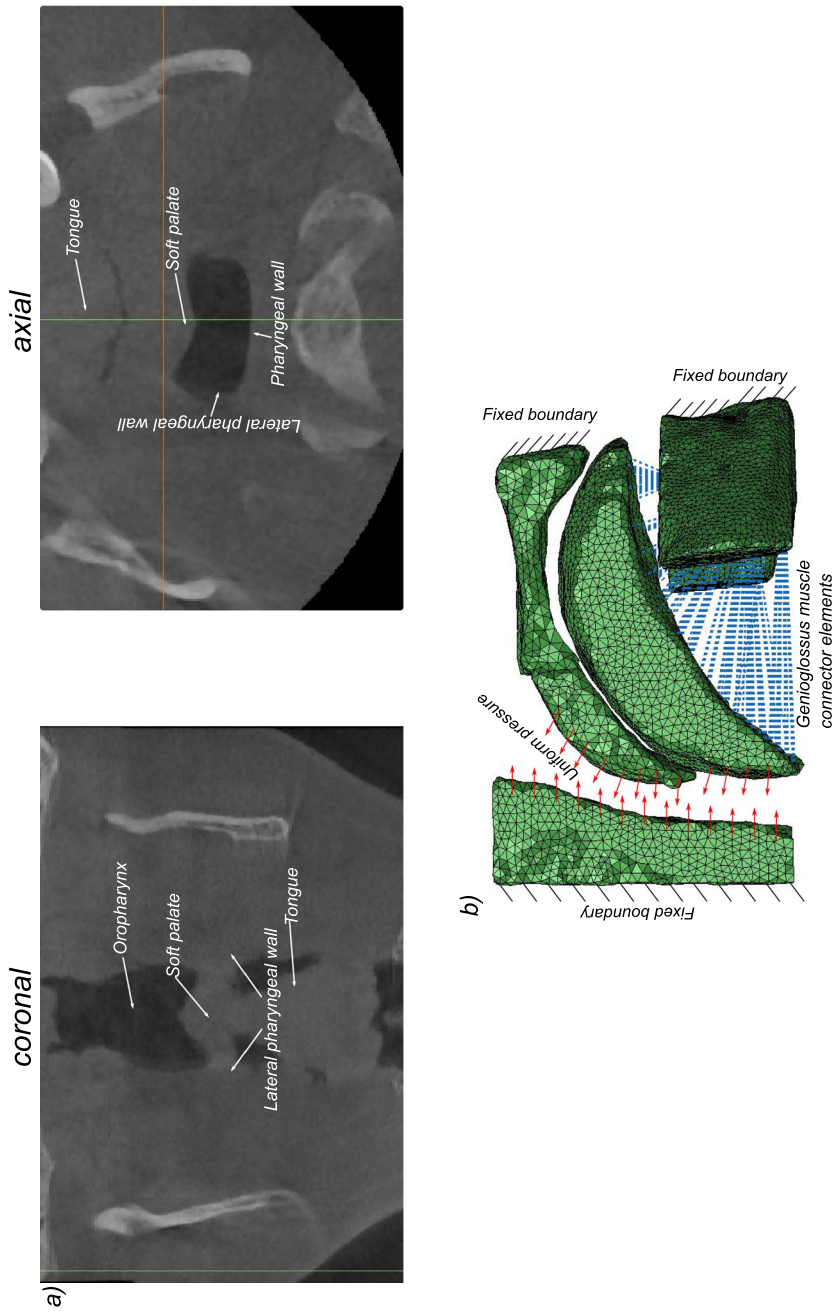 a)
coronal
Oropharynx
Soft palate
Lateral pharyngeal wall
Tongue
axial
Tongue
Soft palate
Lateral pharyngeal
wall
Pharyngeal wall
b)
Fixed boundary
Uniform pressure
Fixed boundary
Fixed boundary
Genioglossus muscle
connector elements